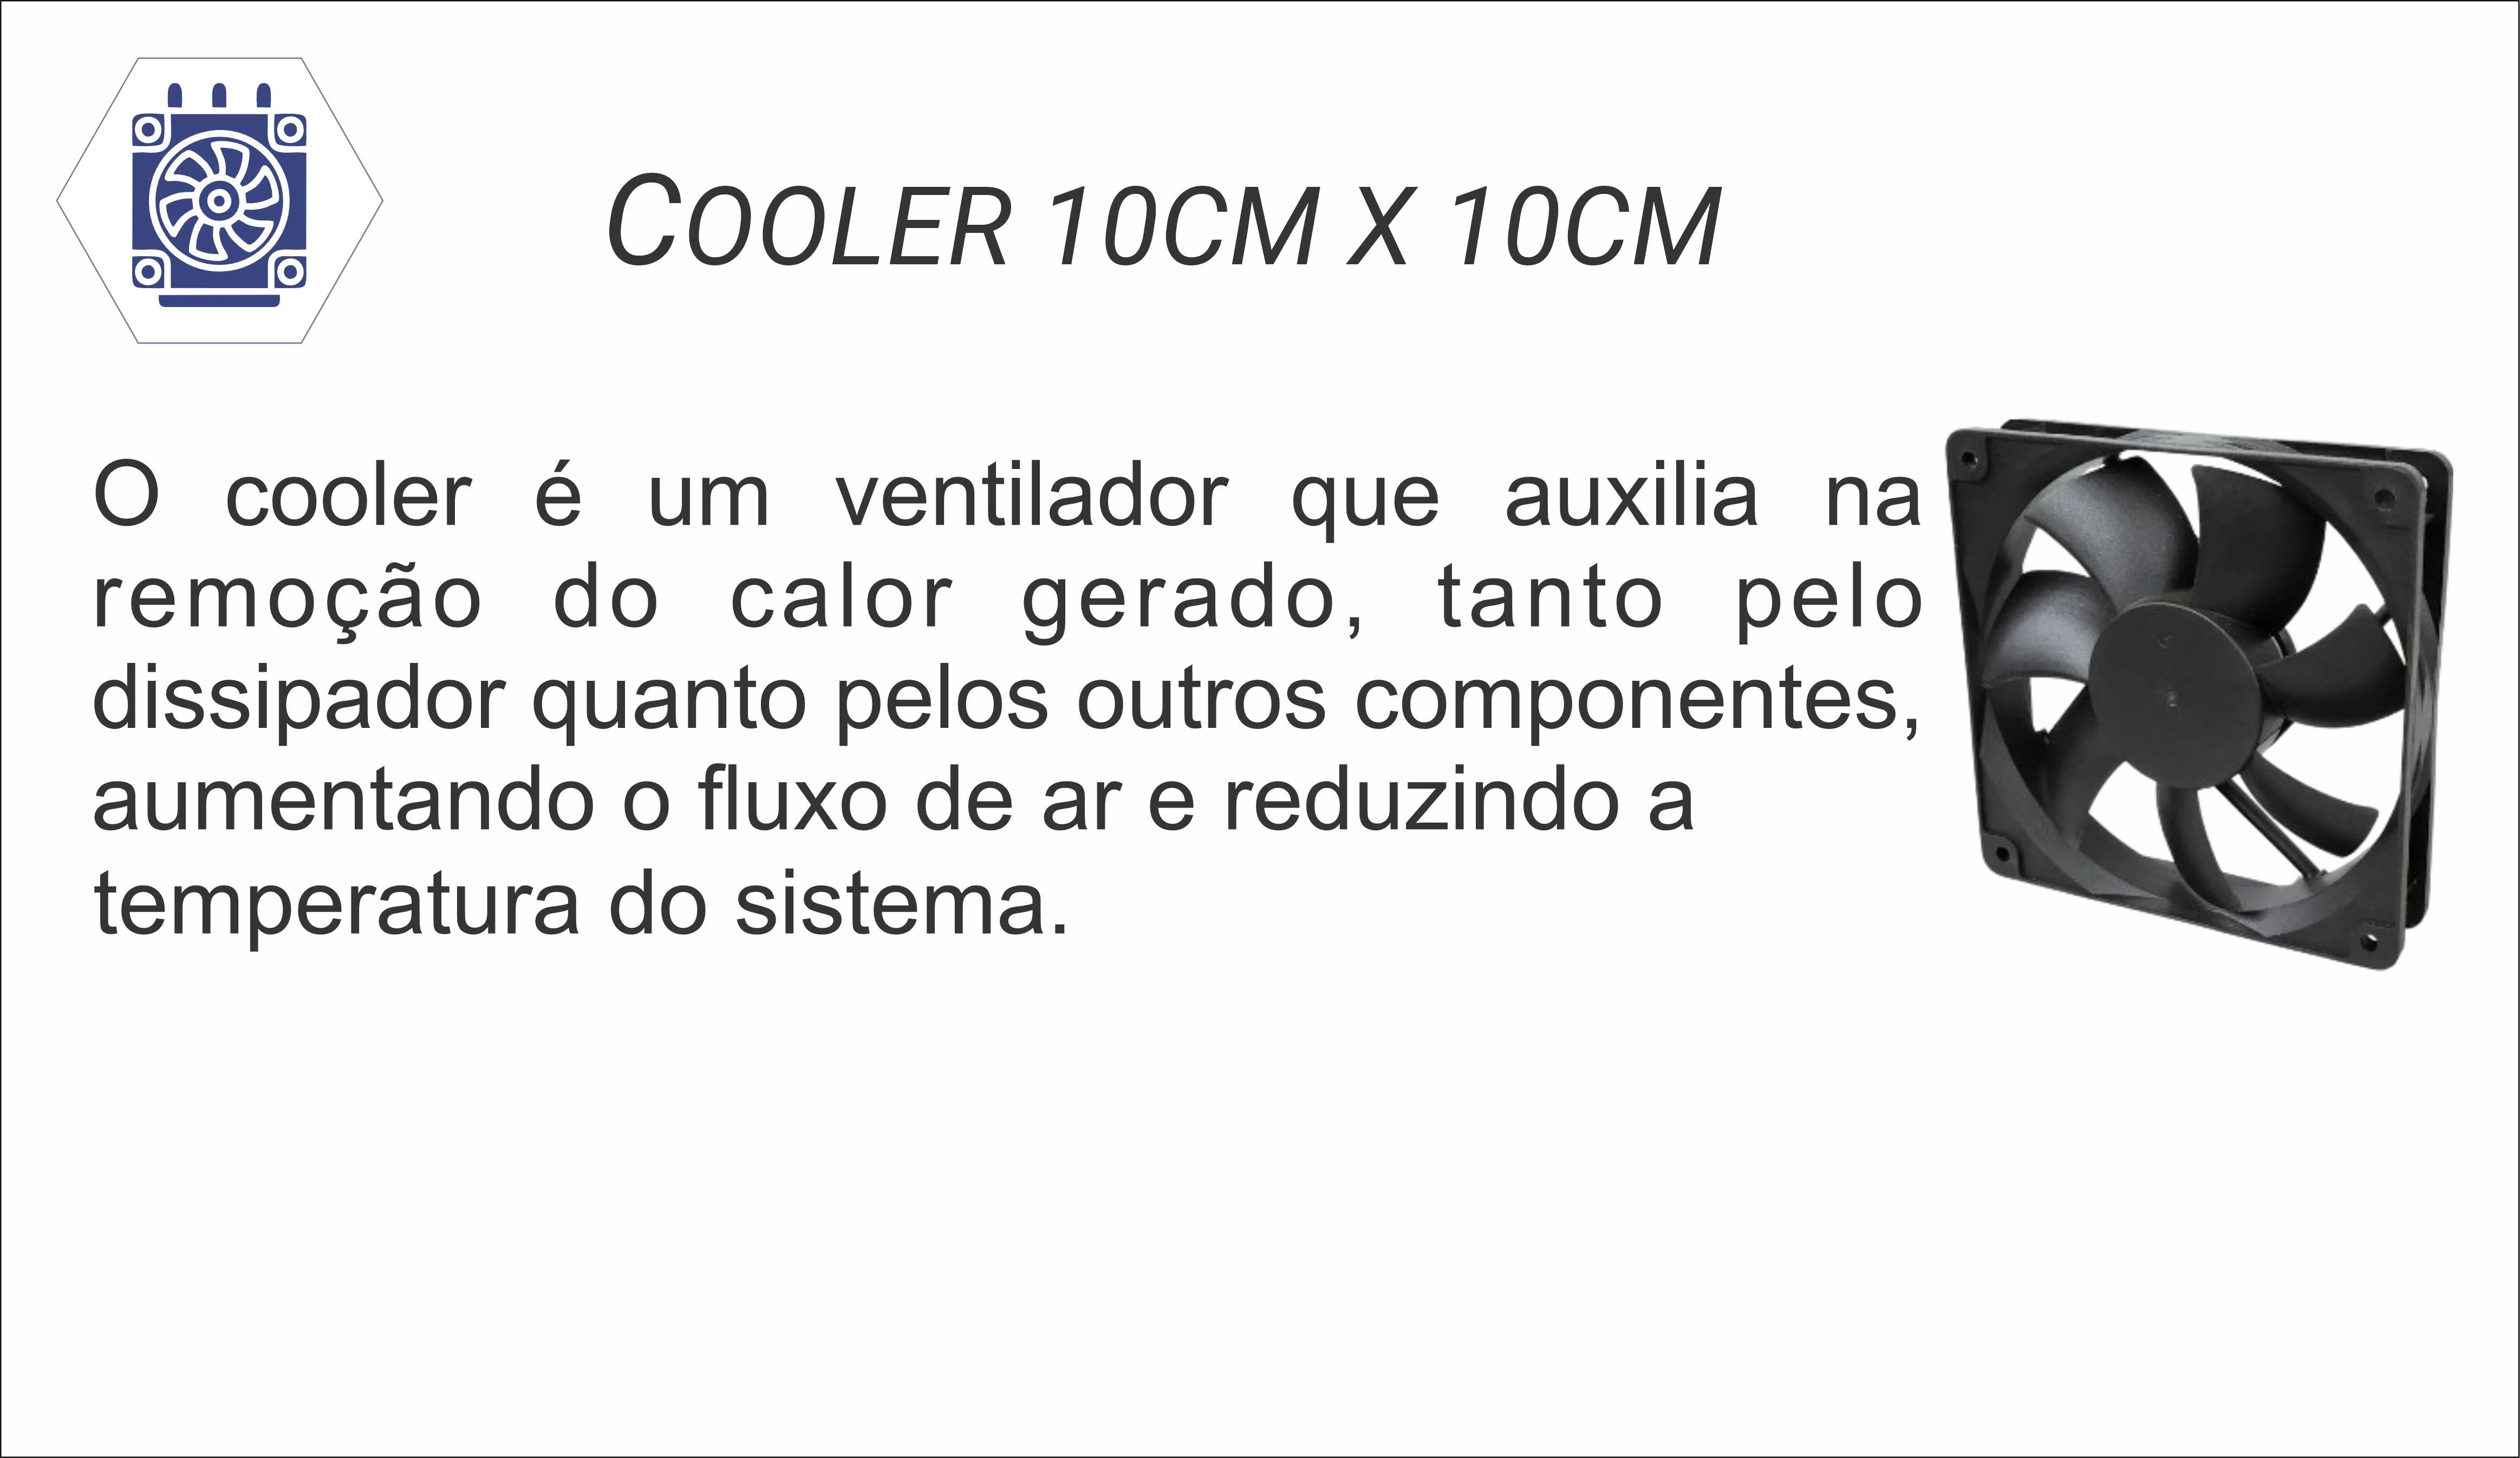 COOLER 10CM X 10CM
O cooler é um ventilador que auxilia na
remoção do calor gerado, tanto pelo
dissipador quanto pelos outros componentes,
aumentando o fluxo de ar e reduzindo a
temperatura do sistema.